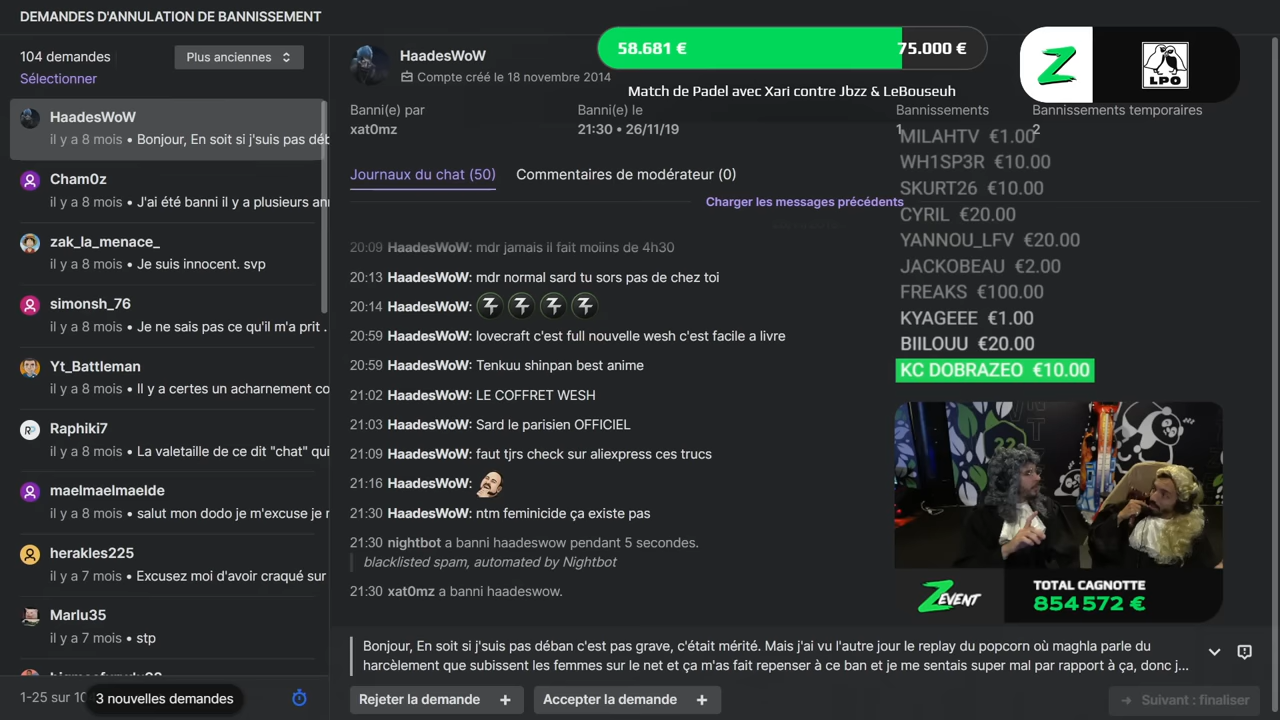 DEMANDES D'ANNULATION DE BANNISSEMENT
104 demandes
Plus anciennes
Sélectionner
HaadesWoW
il y a 8 mois • Bonjour, En soit si j'suis pas déb
Cham0z
il y a 8 mois • J'ai été banni il y a plusieurs an
zak_la_menace_
il y a 8 mois • Je suis innocent. svp
simonsh_76
il y a 8 mois • Je ne sais pas ce qu'il m'a prit .
Yt_Battleman
il y a 8 mois • Il y a certes un acharnement co
Raphiki7
il y a 8 mois • La valetaille de ce dit "chat" qui
maelmaelmaelde
il y a 8 mois • salut mon dodo je m'excuse je r
herakles225
il y a 7 mois • Excusez moi d'avoir craqué sur
Marlu35
il y a 7 mois • stp
1-25 sur 10
3 nouvelles demandes
HaadesWoW
Compte créé le 18 novembre 2014
58.681 €
75.000 €
Match de Padel avec Xari contre Jbzz & LeBouseuh
Z
LPO
Banni(e) par
xat0mz
Banni(e) le
21:30 • 26/11/19
Bannissements
1
Bannissements temporaires
2
Journaux du chat (50)
Commentaires de modérateur (0)
Charger les messages précédents
20:09 HaadesWoW: mdr jamais il fait moiins de 4h30
20:13 HaadesWoW: mdr normal sard tu sors pas de chez toi
20:14 HaadesWoW:
20:59 HaadesWoW: lovecraft c'est full nouvelle wesh c'est facile a livre
20:59 HaadesWoW: Tenkuu shinpan best anime
21:02 HaadesWoW: LE COFFRET WESH
21:03 HaadesWoW: Sard le parisien OFFICIEL
21:09 HaadesWoW: faut tjrs check sur aliexpress ces trucs
21:16 HaadesWoW:
21:30 HaadesWoW: ntm feminicide ça existe pas
21:30 nightbot a banni haadeswow pendant 5 secondes.
blacklisted spam, automated by Nightbot
21:30 xat0mz a banni haadeswow.
MILAHTV €1.00
WH1SP3R €10.00
SKURT26 €10.00
CYRIL €20.00
YANNOU_LFV €20.00
JACKOBEAU €2.00
FREAKS €100.00
KYAGEEE €1.00
BIILOUU €20.00
KC DOBRAZEO €10.00
ZEVENT
TOTAL CAGNOTTE
854 572 €
Bonjour, En soit si j'suis pas déban c'est pas grave, c'était mérité. Mais j'ai vu l'autre jour le replay du popcorn où maghla parle du
harcèlement que subissent les femmes sur le net et ça m'as fait repenser à ce ban et je me sentais super mal par rapport à ça, donc j...
Rejeter la demande +
Accepter la demande +
→ Suivant : finaliser